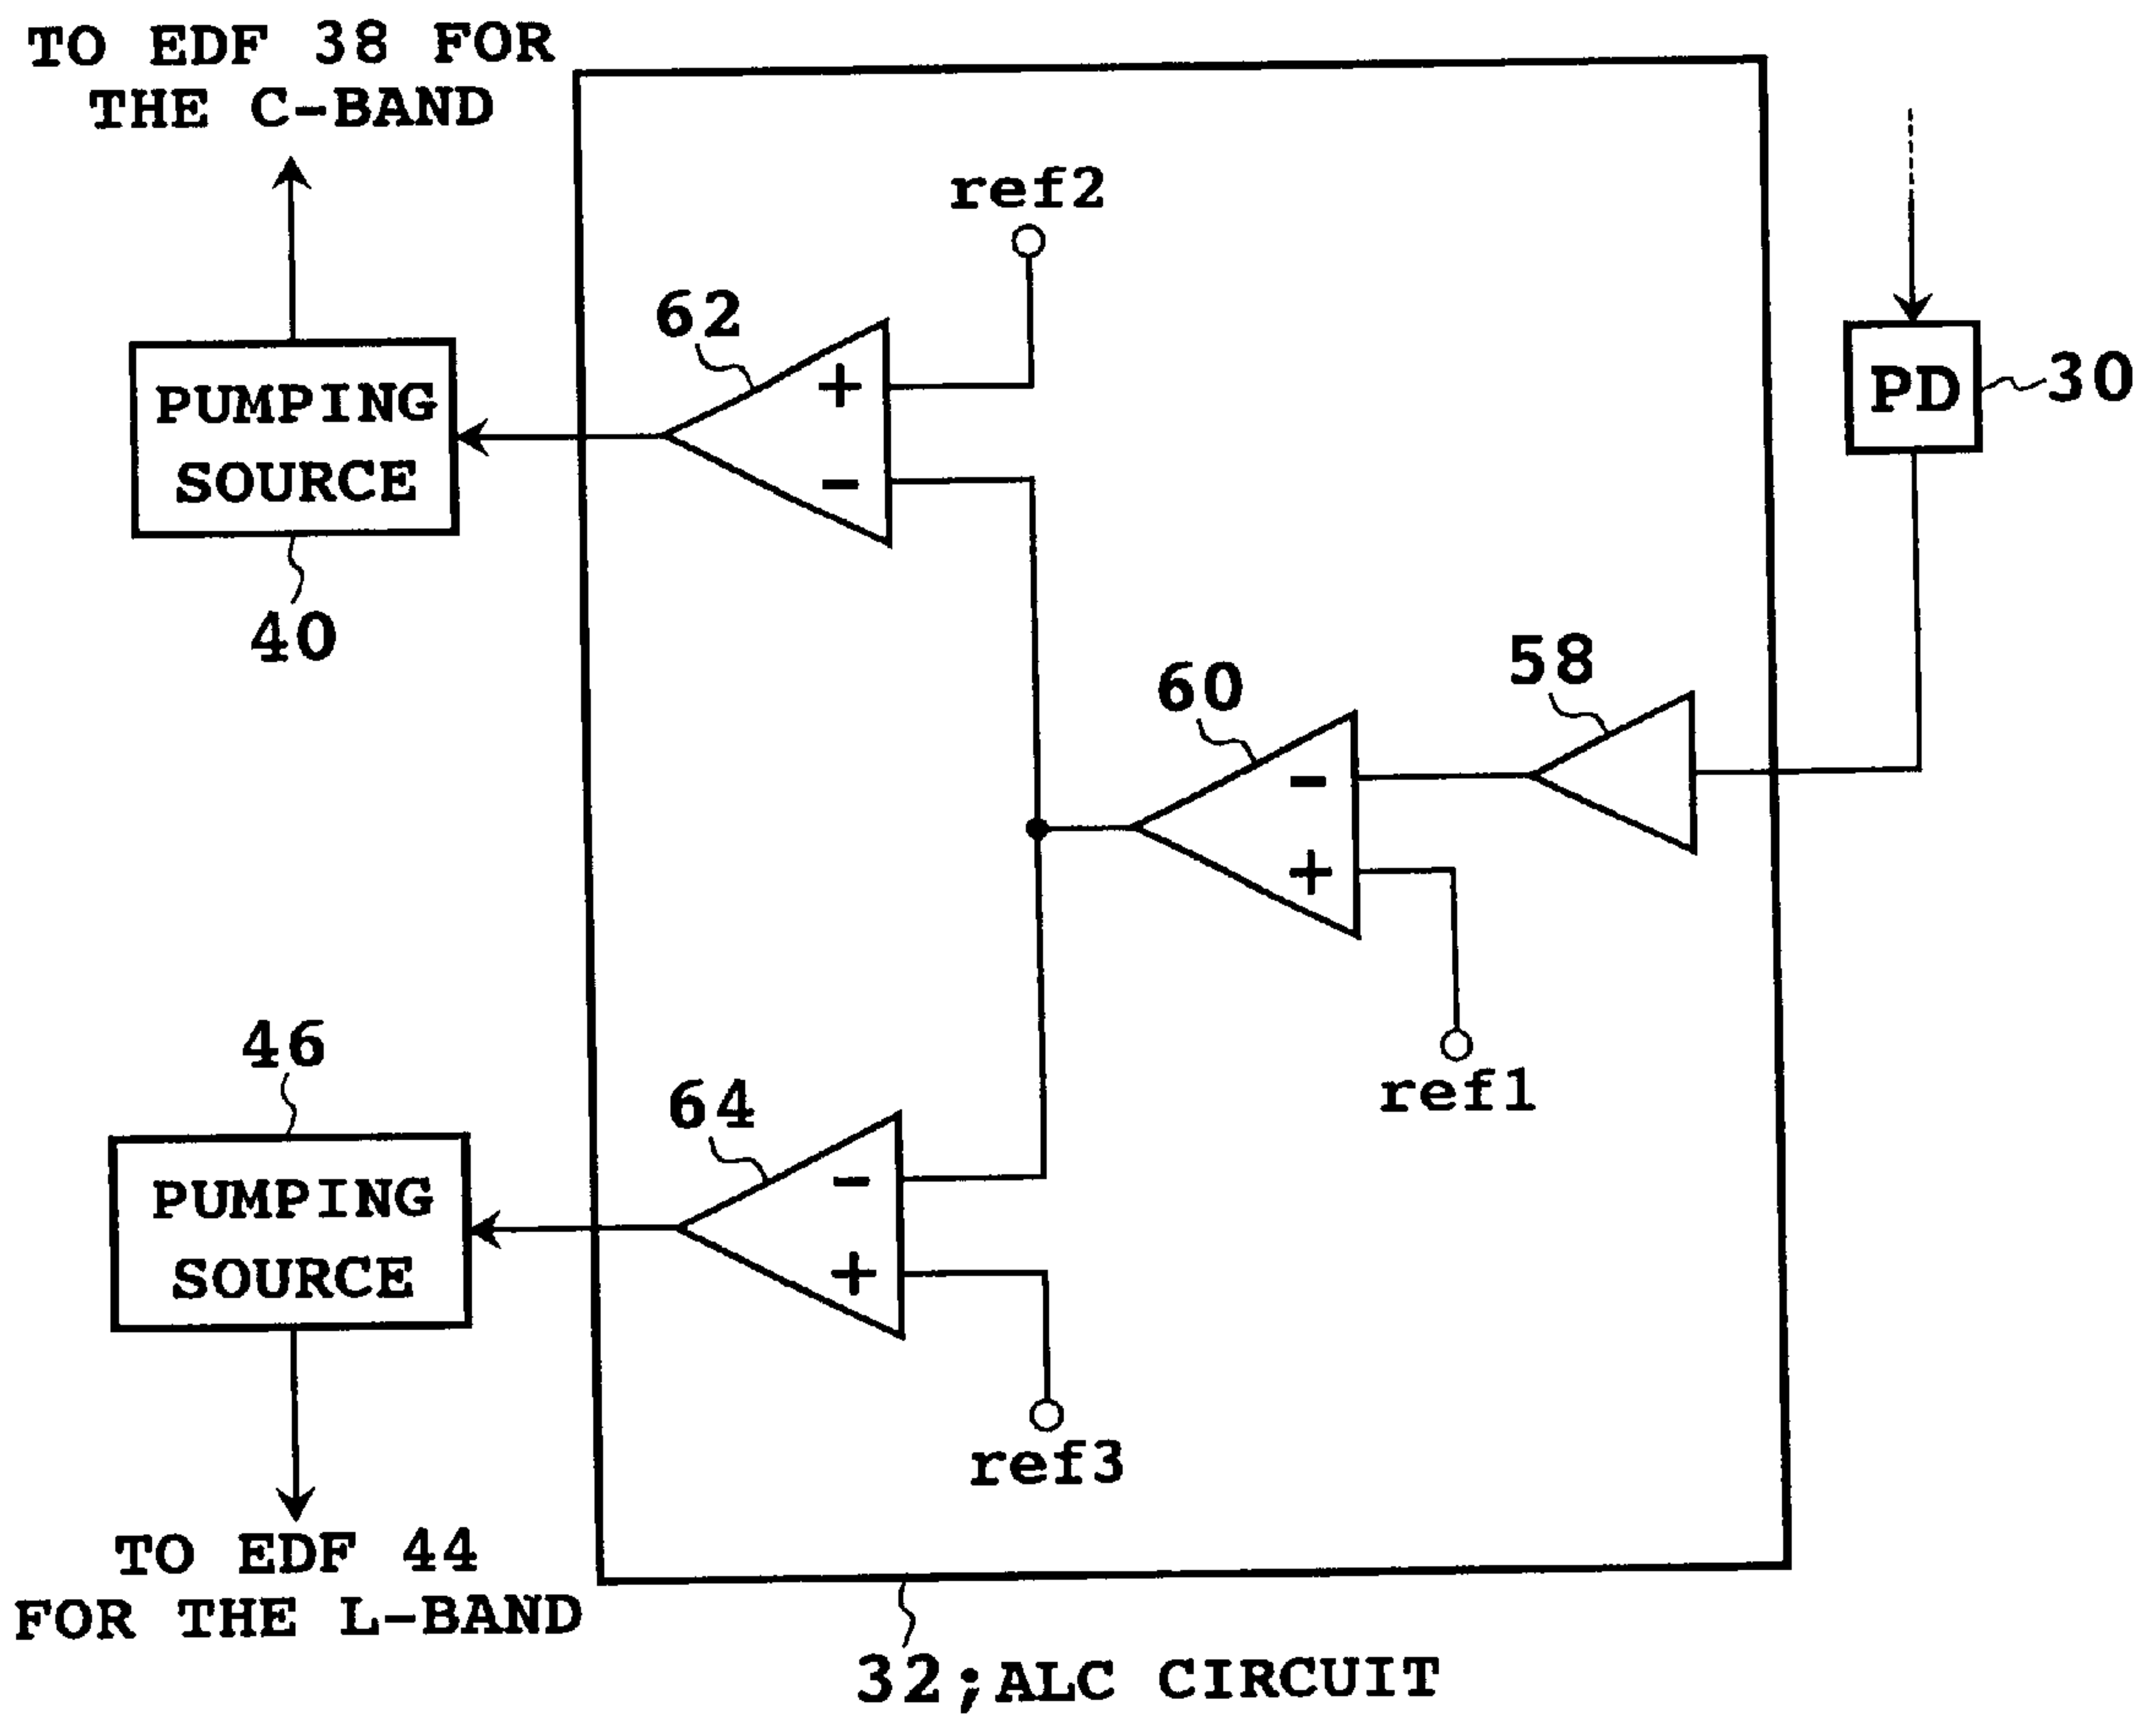 TO EDF 38 FOR
THE C-BAND
ref2
62
+
-
PUMPING
SOURCE
40
PD
30
58
60
-
+
ref1
46
64
-
+
PUMPING
SOURCE
ref3
TO EDF 44
FOR THE L-BAND
32;ALC CIRCUIT